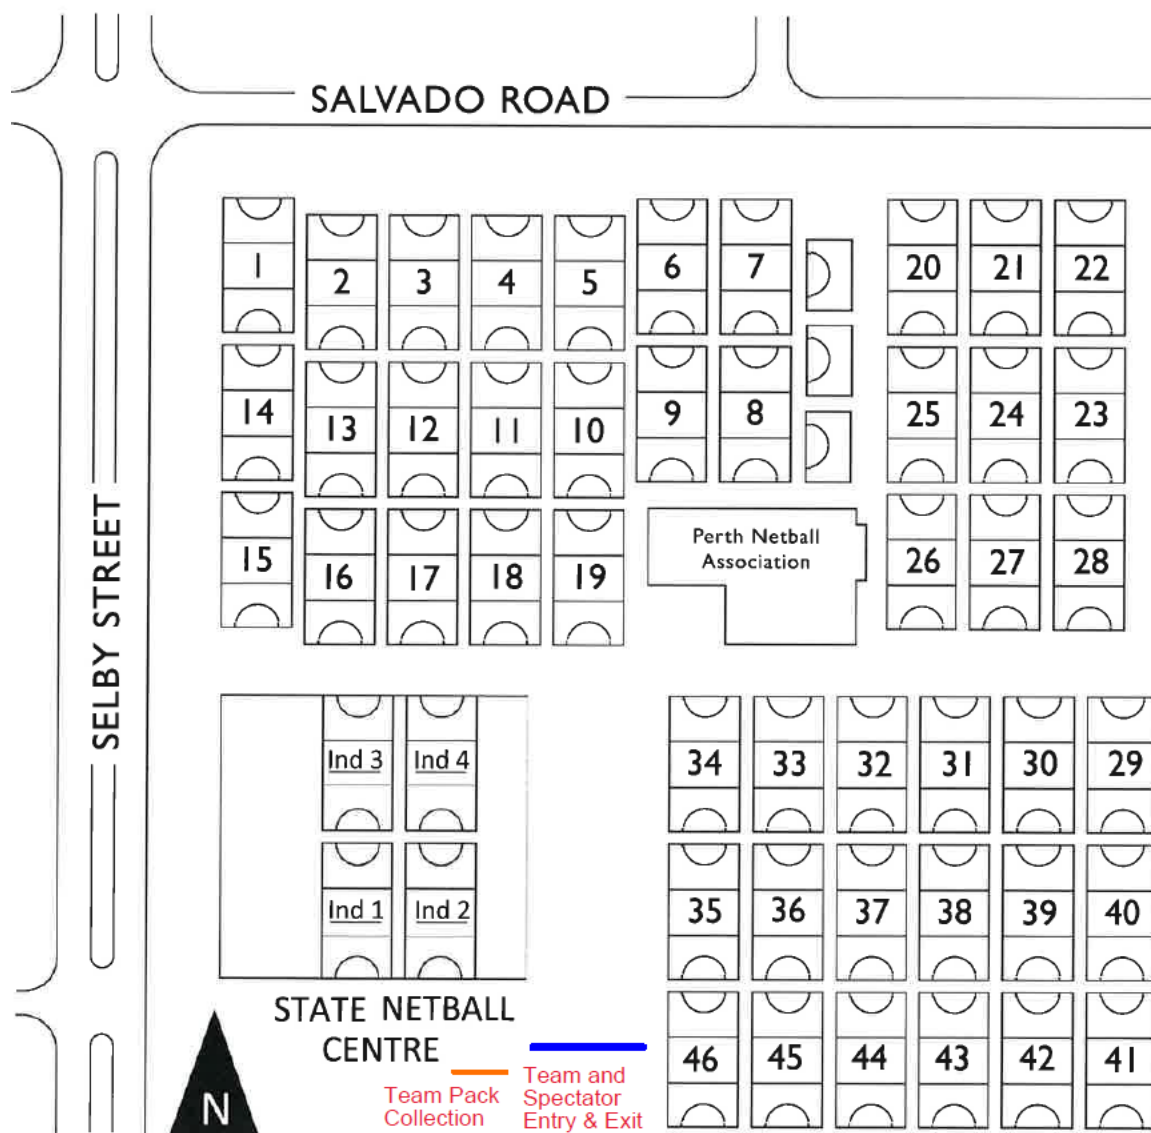 SALVADO ROAD
SELBY STREET
1
2
3
4
5
6
7
20
21
22
14
13
12
11
10
9
8
25
24
23
15
16
17
18
19
Perth Netball
Association
26
27
28
Ind 3
Ind 4
34
33
32
31
30
29
Ind 1
Ind 2
35
36
37
38
39
40
STATE NETBALL
CENTRE
46
45
44
43
42
41
Team Pack
Collection
Team and
Spectator
Entry & Exit
N